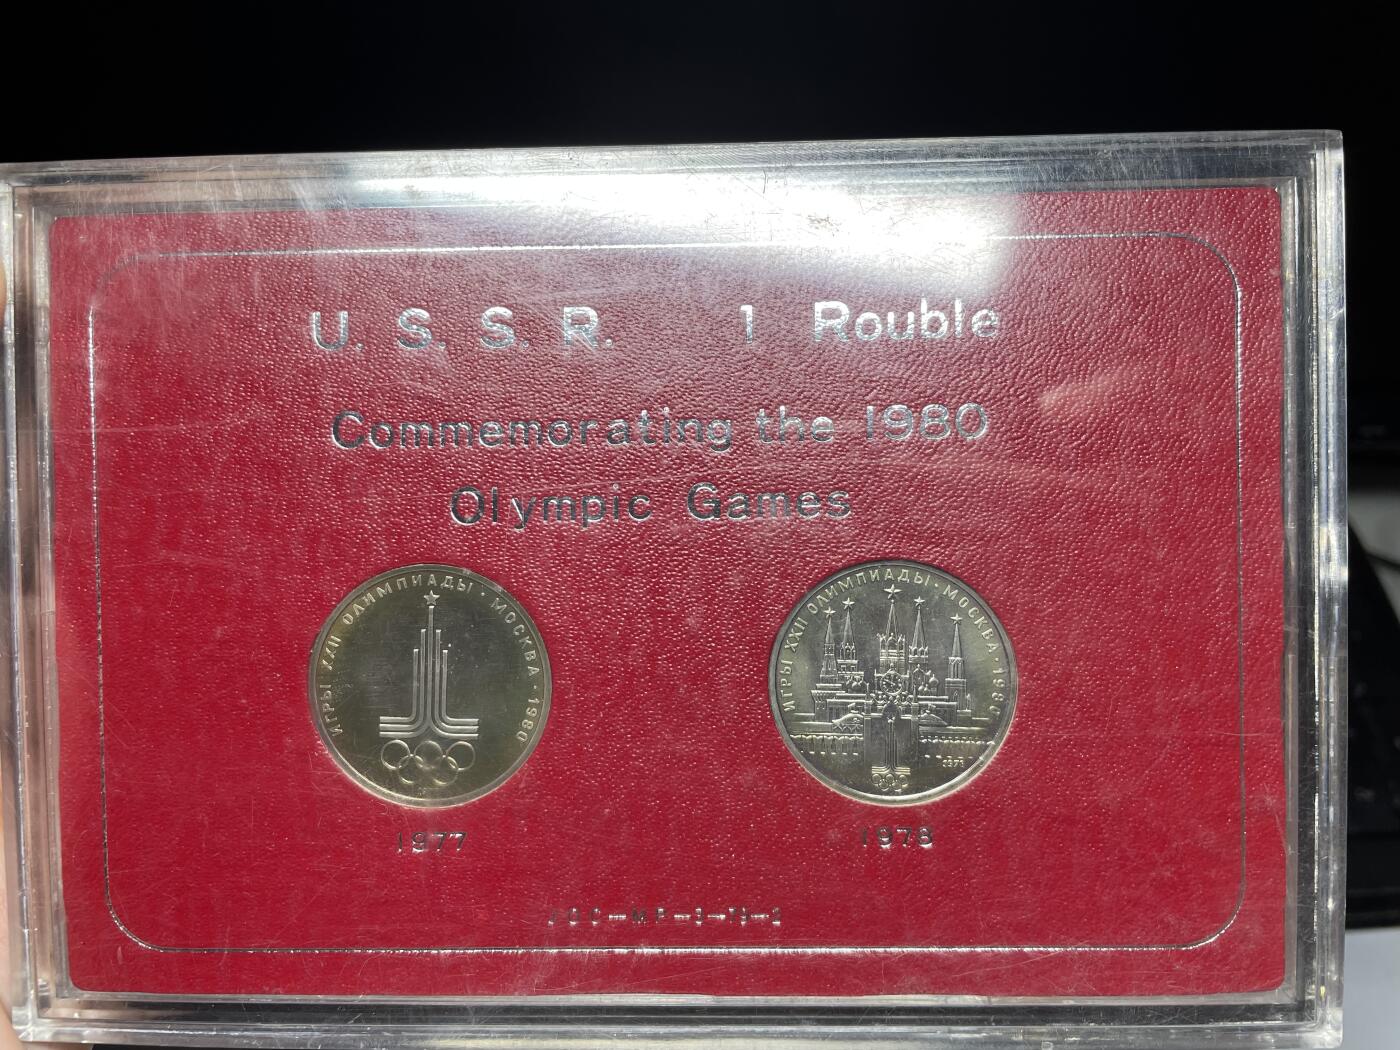 U. S. S. R. 1 Rouble
Commemorating the 1980
Olympic Games
ИГРЫ XXII ОЛИМПИАДЫ · МОСКВА · 1980
ИГРЫ XXII ОЛИМПИАДЫ · МОСКВА · 1980
1978
1977
1978